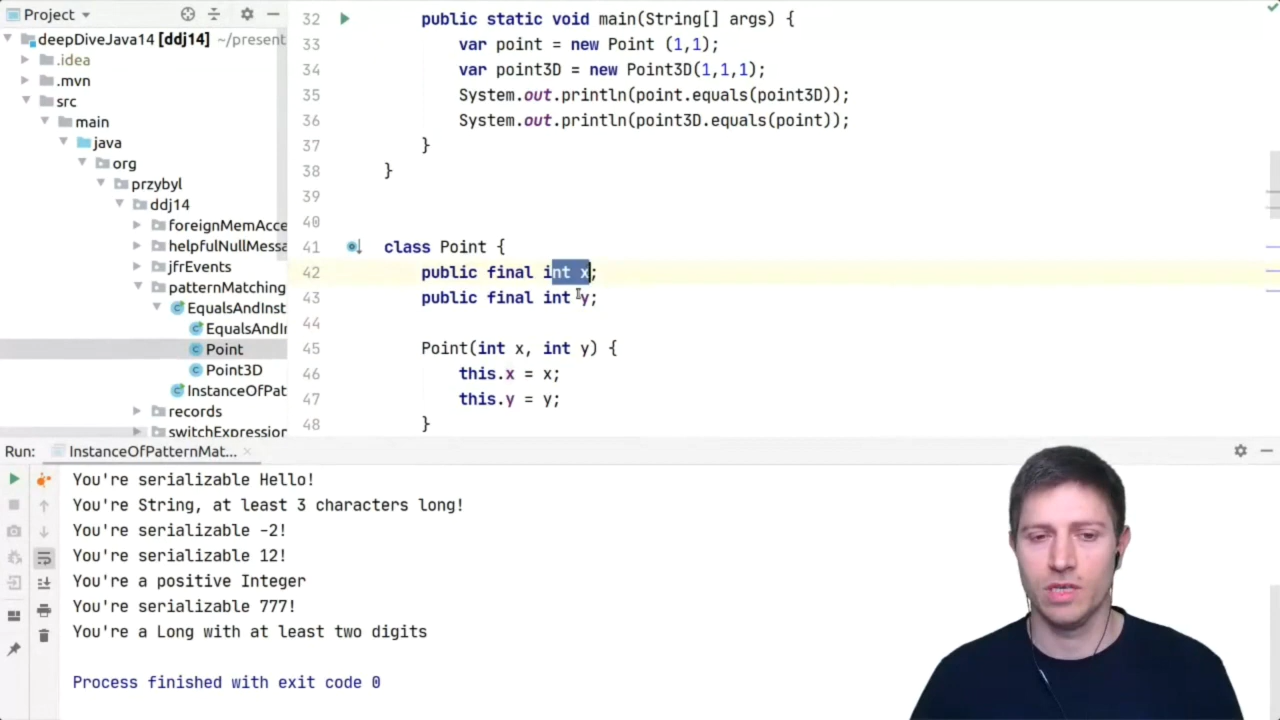 Project
deepDiveJava14 [ddj14] ~/present
.idea
.mvn
src
main
java
org
przybyl
ddj14
foreignMemAcce
helpfulNullMessa
jfrEvents
patternMatching
EqualsAndInst
EqualsAndI
Point
Point3D
InstanceOfPat
records
switchExpression
32 public static void main(String[] args) {
33 var point = new Point (1,1);
34 var point3D = new Point3D(1,1,1);
35 System.out.println(point.equals(point3D));
36 System.out.println(point3D.equals(point));
37 }
38 }
39
40
41 class Point {
42 public final int x;
43 public final int y;
44
45 Point(int x, int y) {
46 this.x = x;
47 this.y = y;
48 }
Run: InstanceOfPatternMat...
You're serializable Hello!
You're String, at least 3 characters long!
You're serializable -2!
You're serializable 12!
You're a positive Integer
You're serializable 777!
You're a Long with at least two digits
Process finished with exit code 0